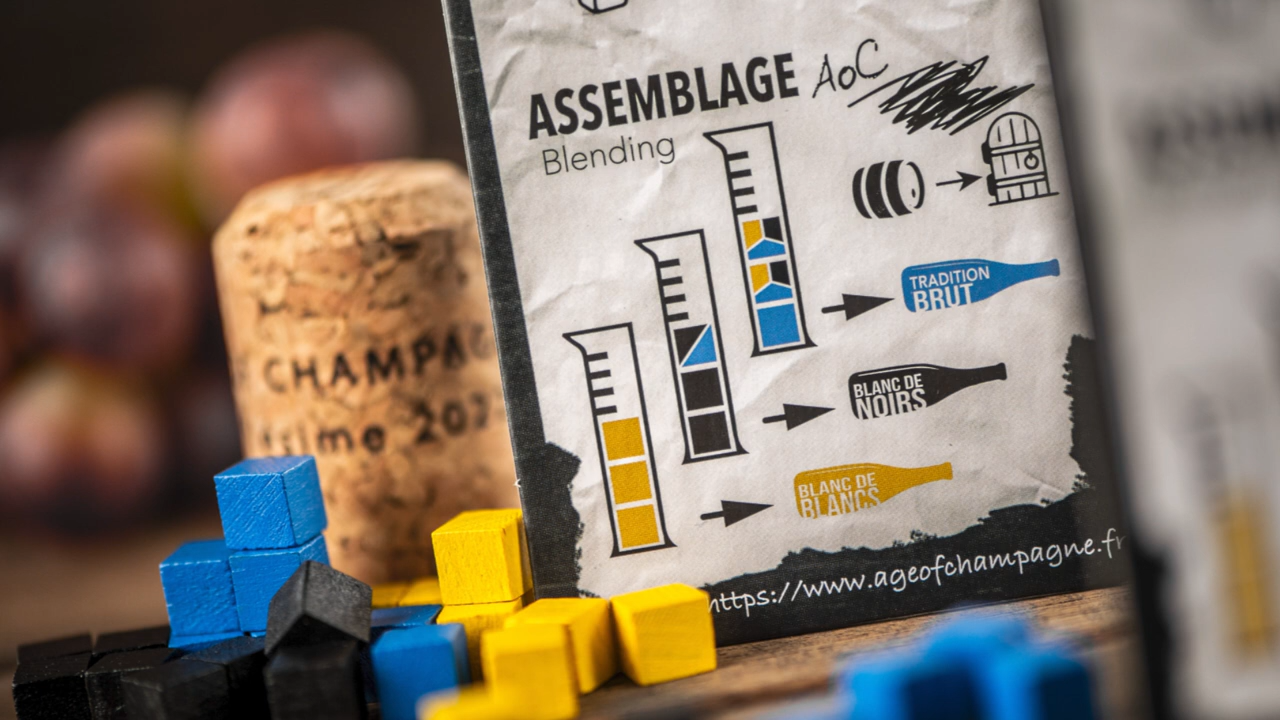 ASSEMBLAGE AoC
Blending
TRADITION
BRUT
BLANC DE
NOIRS
BLANC DE
BLANCS
https://www.ageofchampagne.fr
CHAMPAG